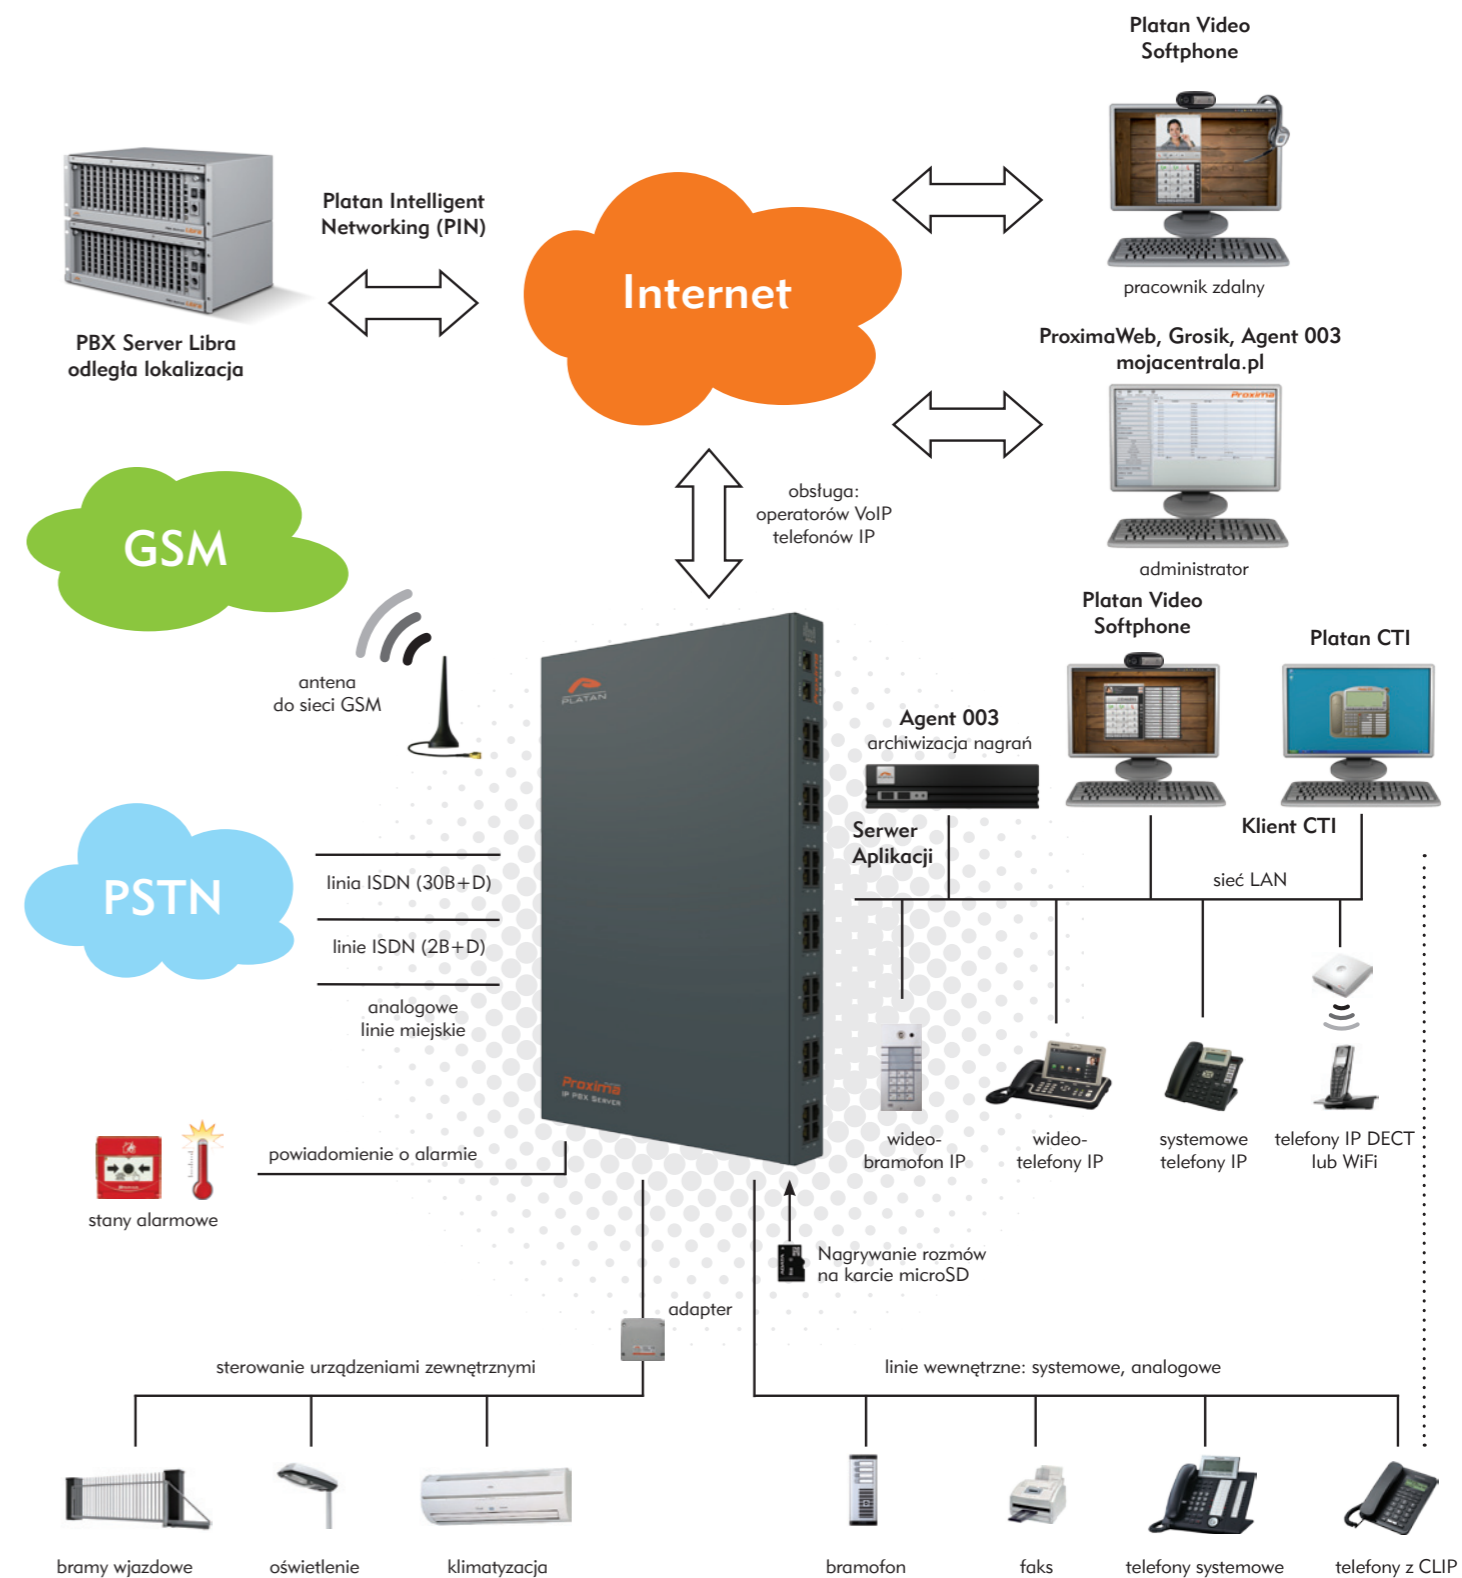 Platan Video
Softphone
Platan Intelligent
Networking (PIN)
Internet
pracownik zdalny
PBX Server Libra
odległa lokalizacja
ProximaWeb, Grosik, Agent 003
mojacentrala.pl
Proxima
GSM
obsługa:
operatorów VoIP
telefonów IP
administrator
Platan Video
Softphone
Platan CTI
antena
do sieci GSM
PLATAN
Agent 003
archiwizacja nagrań
Serwer
Aplikacji
Klient CTI
PSTN
linia ISDN (30B+D)
sieć LAN
linie ISDN (2B+D)
analogowe
linie miejskie
Proxima
IP PBX SERVER
wideo-
bramofon IP
wideo-
telefony IP
systemowe
telefony IP
telefony IP DECT
lub WiFi
powiadomienie o alarmie
stany alarmowe
Nagrywanie rozmów
na karcie microSD
adapter
sterowanie urządzeniami zewnętrznymi
linie wewnętrzne: systemowe, analogowe
bramy wjazdowe
oświetlenie
klimatyzacja
bramofon
faks
telefony systemowe
telefony z CLIP